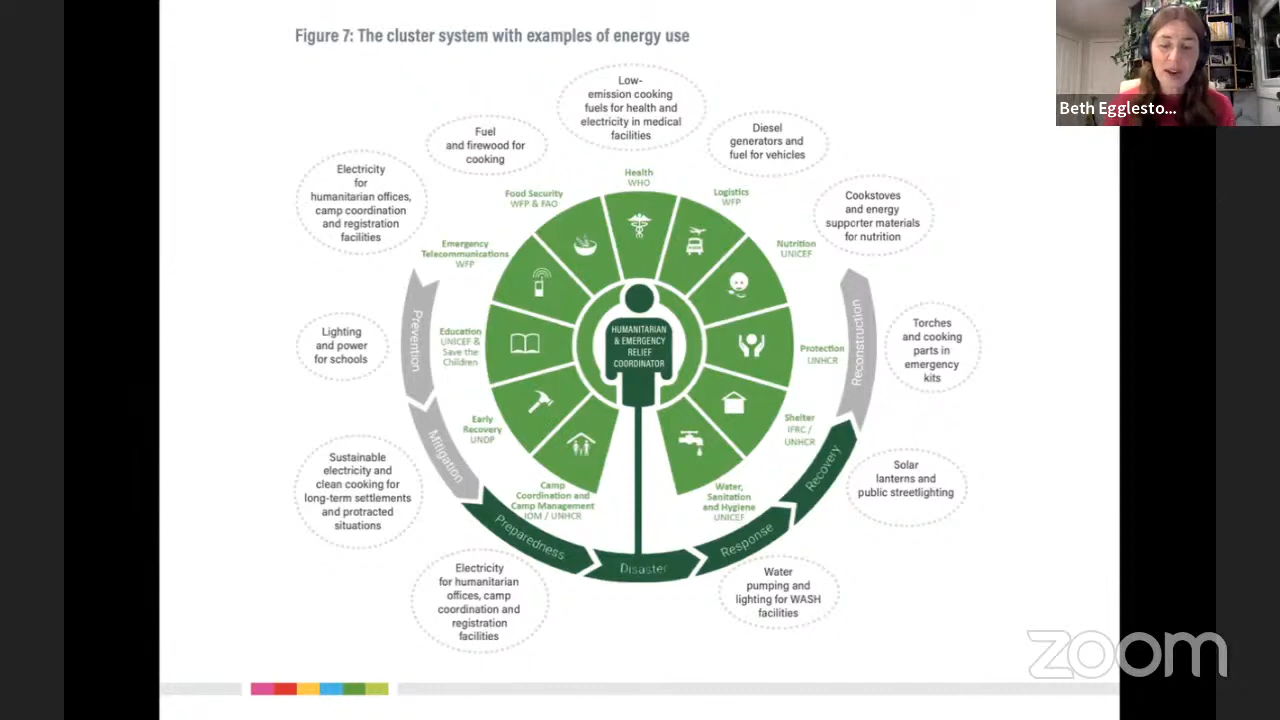 Figure 7: The cluster system with examples of energy use
Beth Egglesto...
Low-
emission cooking
fuels for health and
electricity in medical
facilities
Fuel
and firewood for
cooking
Diesel
generators and
fuel for vehicles
Electricity
for
humanitarian offices,
camp coordination
and registration
facilities
Cookstoves
and energy
supporter materials
for nutrition
Health
WHO
Food Security
WFP & FAO
Logistics
WFP
Emergency
Telecommunications
WFP
Nutrition
UNICEF
Prevention
Reconstruction
Lighting
and power
for schools
Education
UNICEF &
Save the
Children
HUMANITARIAN
& EMERGENCY
RELIEF
COORDINATOR
Protection
UNHCR
Torches
and cooking
parts in
emergency
kits
Early
Recovery
UNDP
Shelter
IFRC /
UNHCR
Mitigation
Recovery
Sustainable
electricity and
clean cooking for
long-term settlements
and protracted
situations
Solar
lanterns and
public streetlighting
Camp
Coordination and
Camp Management
IOM / UNHCR
Water,
Sanitation
and Hygiene
UNICEF
Preparedness
Disaster
Response
Electricity
for humanitarian
offices, camp
coordination and
registration
facilities
Water
pumping and
lighting for WASH
facilities
zoom